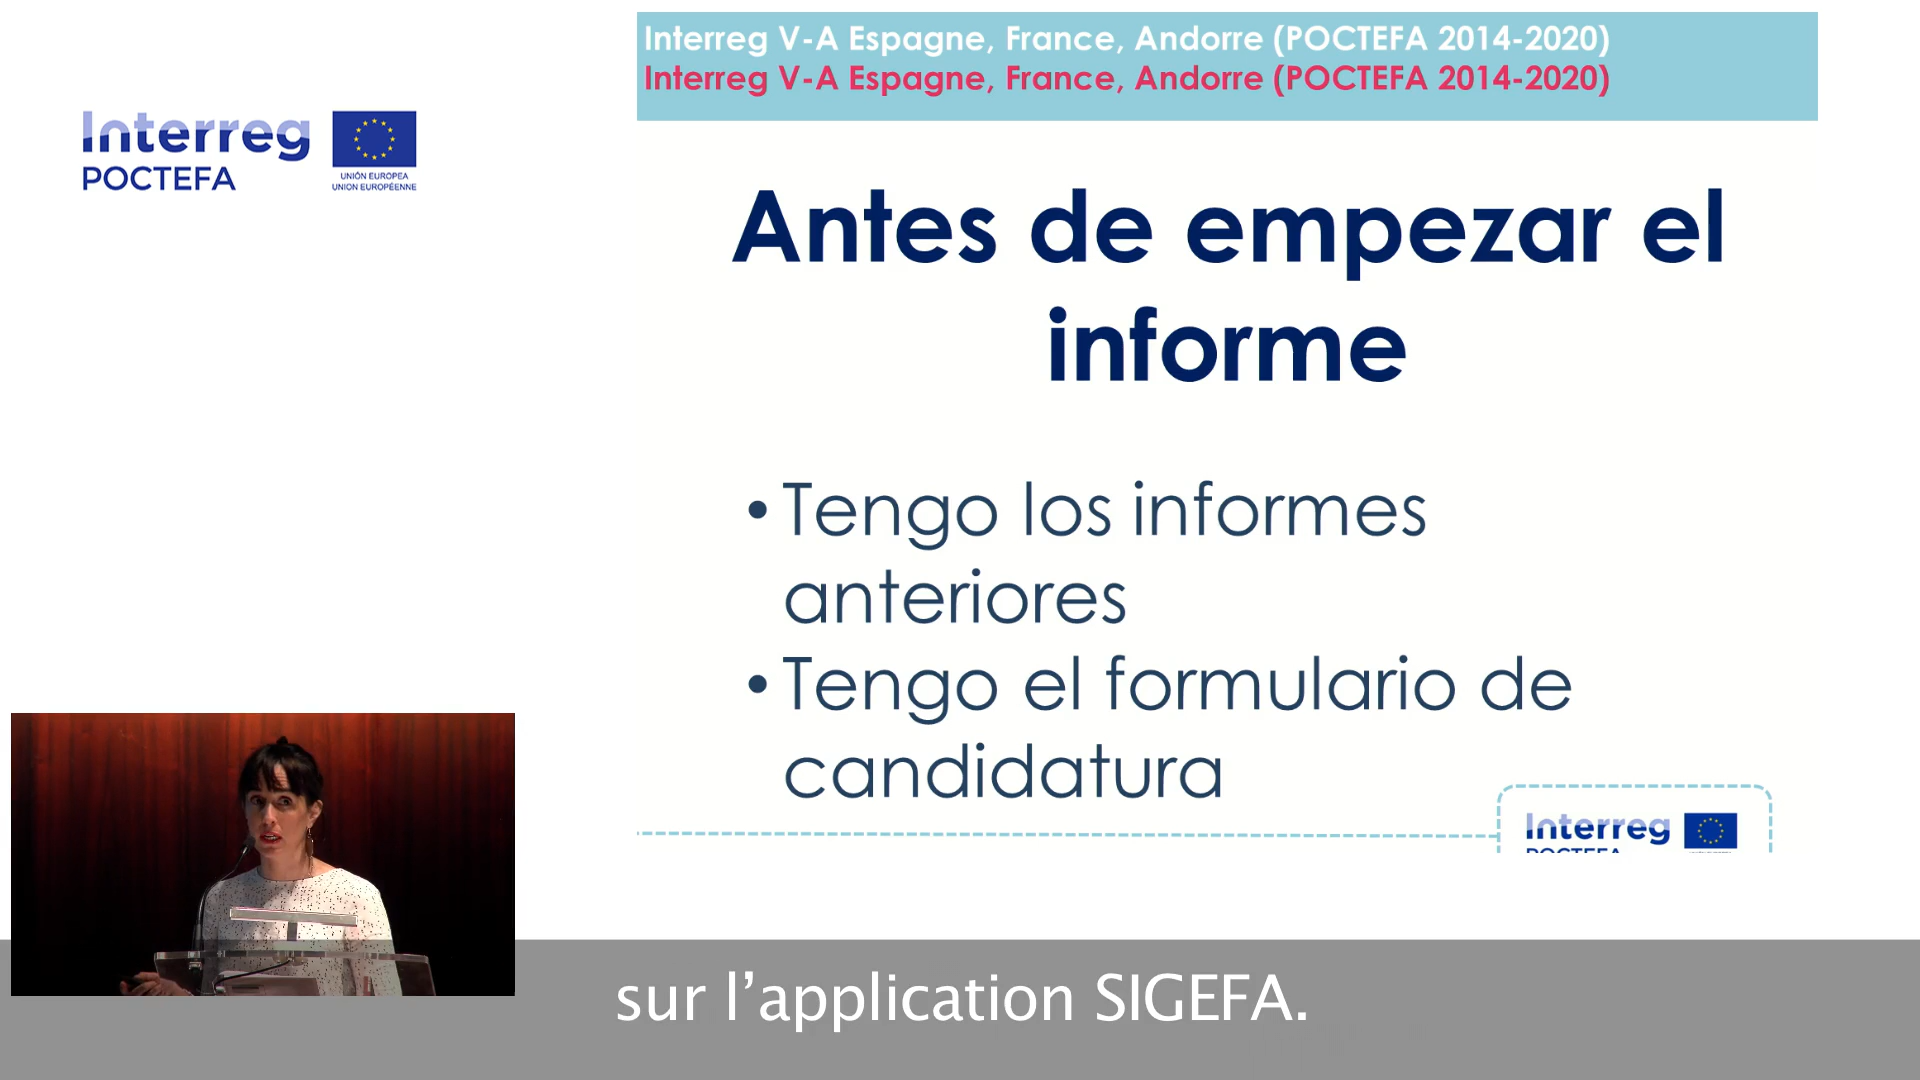 Interreg V-A Espagne, France, Andorre (POCTEFA 2014-2020)
Interreg V-A Espagne, France, Andorre (POCTEFA 2014-2020)
Interreg
POCTEFA
UNIÓN EUROPEA
UNION EUROPÉENNE
Antes de empezar el
informe
• Tengo los informes
anteriores
• Tengo el formulario de
candidatura
Interreg
POCTEFA
sur l’application SIGEFA.